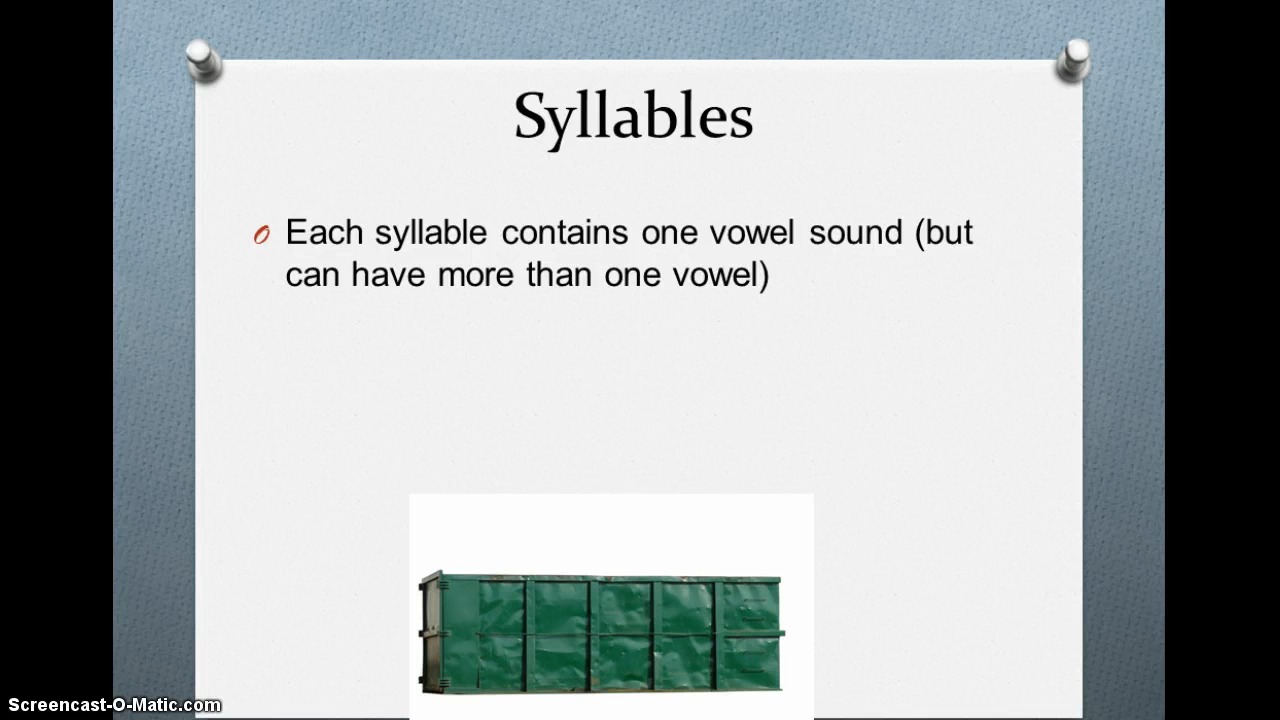 Syllables
Each syllable contains one vowel sound (but
can have more than one vowel)
Screencast-O-Matic.com